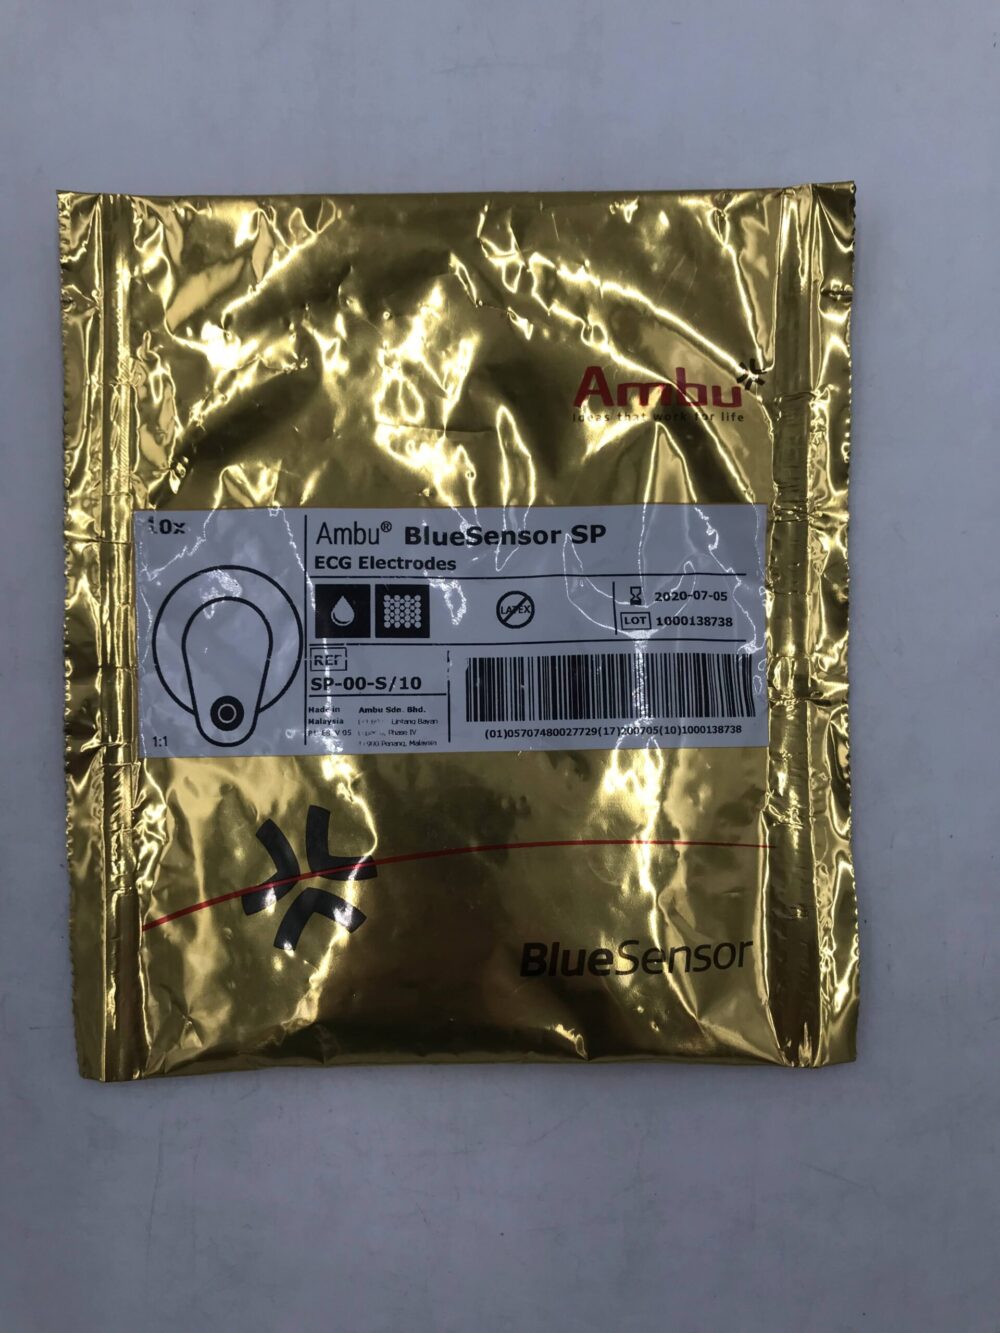 Ambu
Ideas that work for life
10x
Ambu® BlueSensor SP
ECG Electrodes
LATEX
2020-07-05
LOT 1000138738
REF
SP-00-S/10
Made in
Malaysia
Ambu Sdn. Bhd.
Lintang Bayan
Phase IV
Penang, Malaysia
1:1
(01)05707480027729(17)200705(10)1000138738
BlueSensor